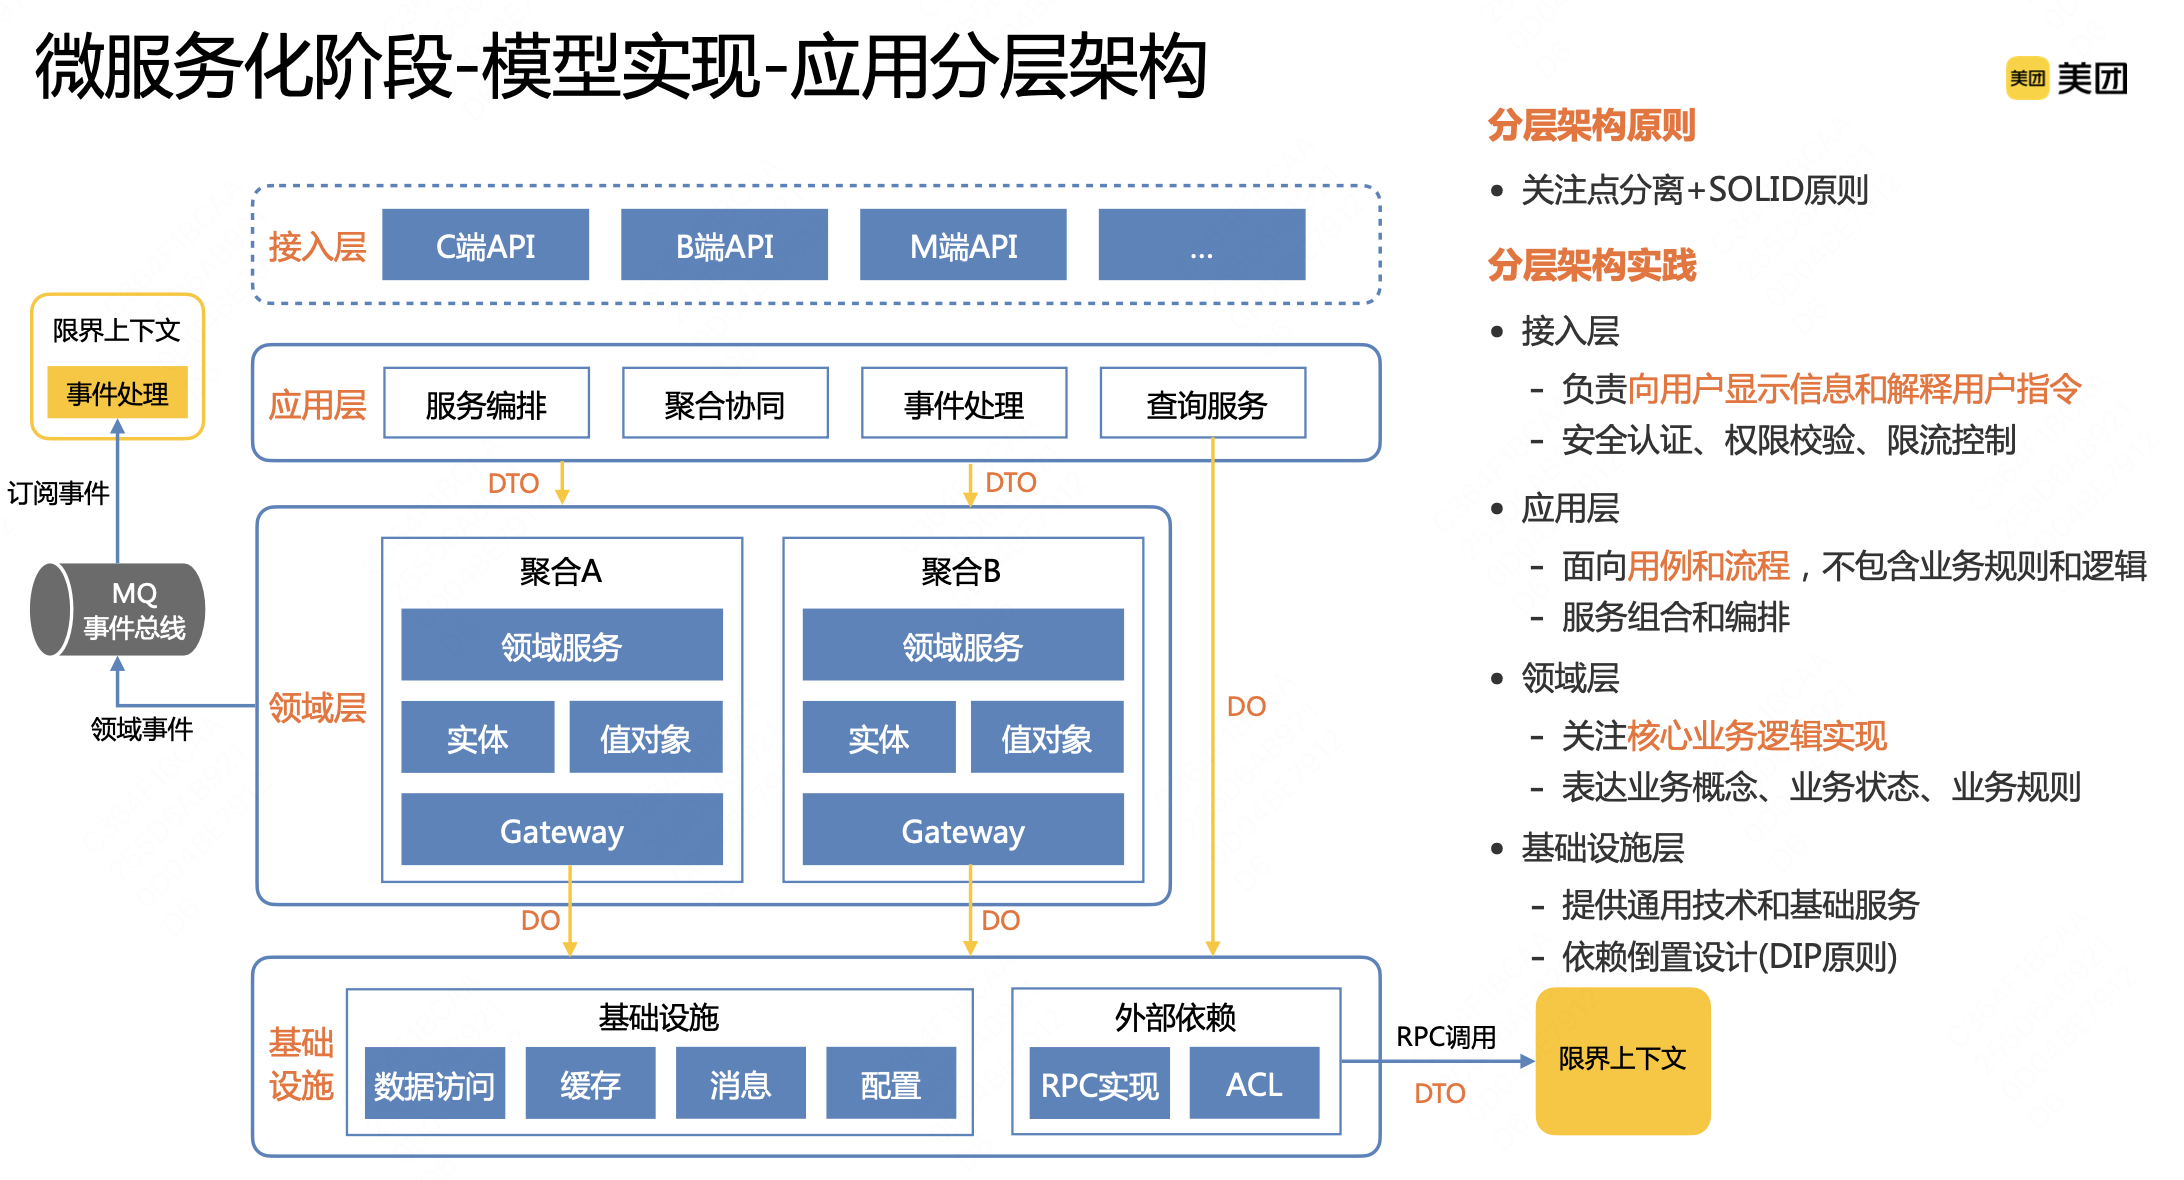 微服务化阶段-模型实现-应用分层架构
美团 美团
接入层
C端API
B端API
M端API
...
限界上下文
事件处理
应用层
服务编排
聚合协同
事件处理
查询服务
订阅事件
DTO
DTO
MQ
事件总线
领域事件
领域层
聚合A
领域服务
实体
值对象
Gateway
聚合B
领域服务
实体
值对象
Gateway
DO
DO
DO
基础
设施
基础设施
数据访问
缓存
消息
配置
外部依赖
RPC实现
ACL
RPC调用
DTO
限界上下文
分层架构原则
• 关注点分离+SOLID原则
分层架构实践
• 接入层
- 负责向用户显示信息和解释用户指令
- 安全认证、权限校验、限流控制
• 应用层
- 面向用例和流程，不包含业务规则和逻辑
- 服务组合和编排
• 领域层
- 关注核心业务逻辑实现
- 表达业务概念、业务状态、业务规则
• 基础设施层
- 提供通用技术和基础服务
- 依赖倒置设计(DIP原则)